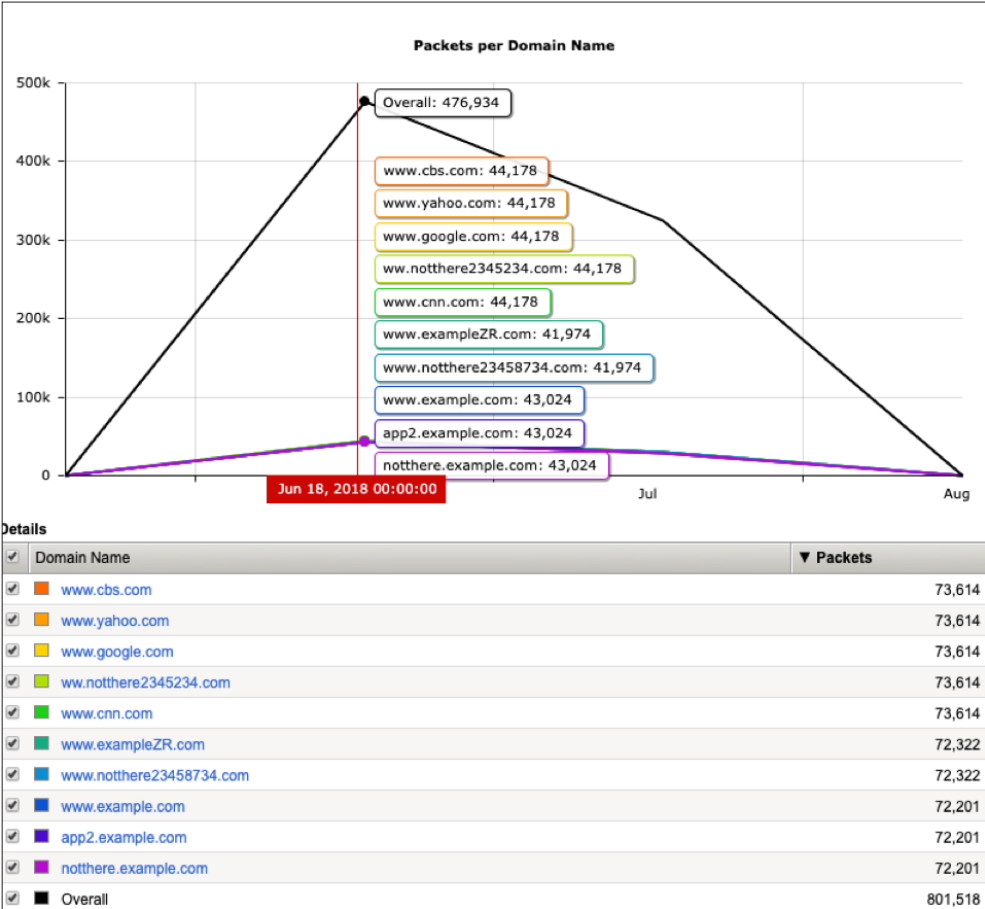 Packets per Domain Name
500k
400k
300k
200k
100k
0
Overall: 476,934
www.cbs.com: 44,178
www.yahoo.com: 44,178
www.google.com: 44,178
ww.notthere2345234.com: 44,178
www.cnn.com: 44,178
www.exampleZR.com: 41,974
www.notthere23458734.com: 41,974
www.example.com: 43,024
app2.example.com: 43,024
notthere.example.com: 43,024
Jun 18, 2018 00:00:00
Jul
Aug
Details
Domain Name ▼ Packets
www.cbs.com 73,614
www.yahoo.com 73,614
www.google.com 73,614
ww.notthere2345234.com 73,614
www.cnn.com 73,614
www.exampleZR.com 72,322
www.notthere23458734.com 72,322
www.example.com 72,201
app2.example.com 72,201
notthere.example.com 72,201
Overall 801,518